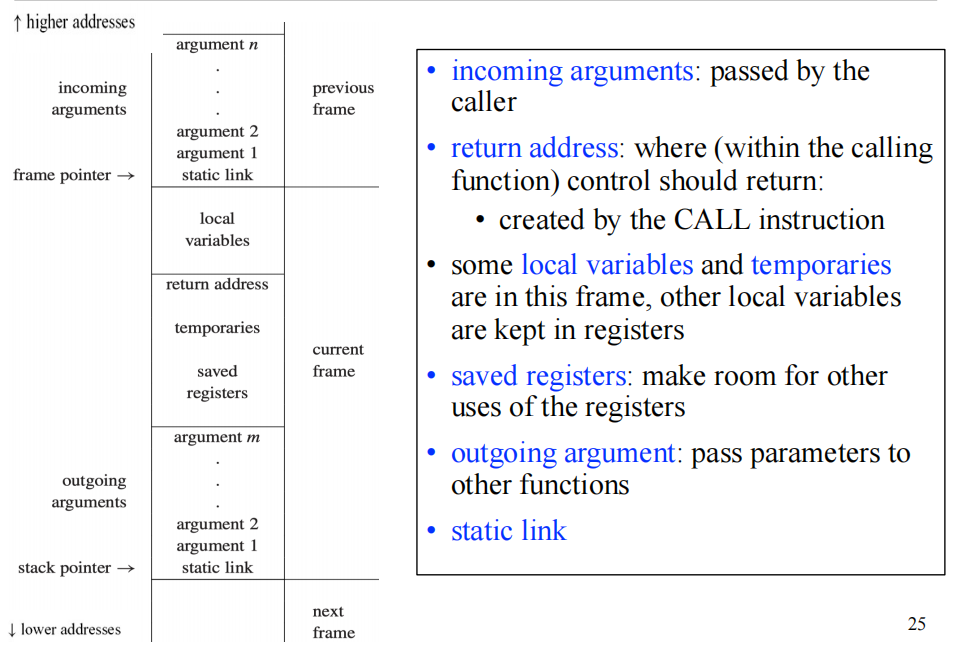 ↑ higher addresses
argument n
.
.
.
incoming
arguments
previous
frame
argument 2
argument 1
frame pointer →
static link
local
variables
return address
temporaries
saved
registers
current
frame
argument m
.
.
.
outgoing
arguments
argument 2
argument 1
stack pointer →
static link
next
frame
↓ lower addresses
• incoming arguments: passed by the
caller
• return address: where (within the calling
function) control should return:
• created by the CALL instruction
• some local variables and temporaries
are in this frame, other local variables
are kept in registers
• saved registers: make room for other
uses of the registers
• outgoing argument: pass parameters to
other functions
• static link
25